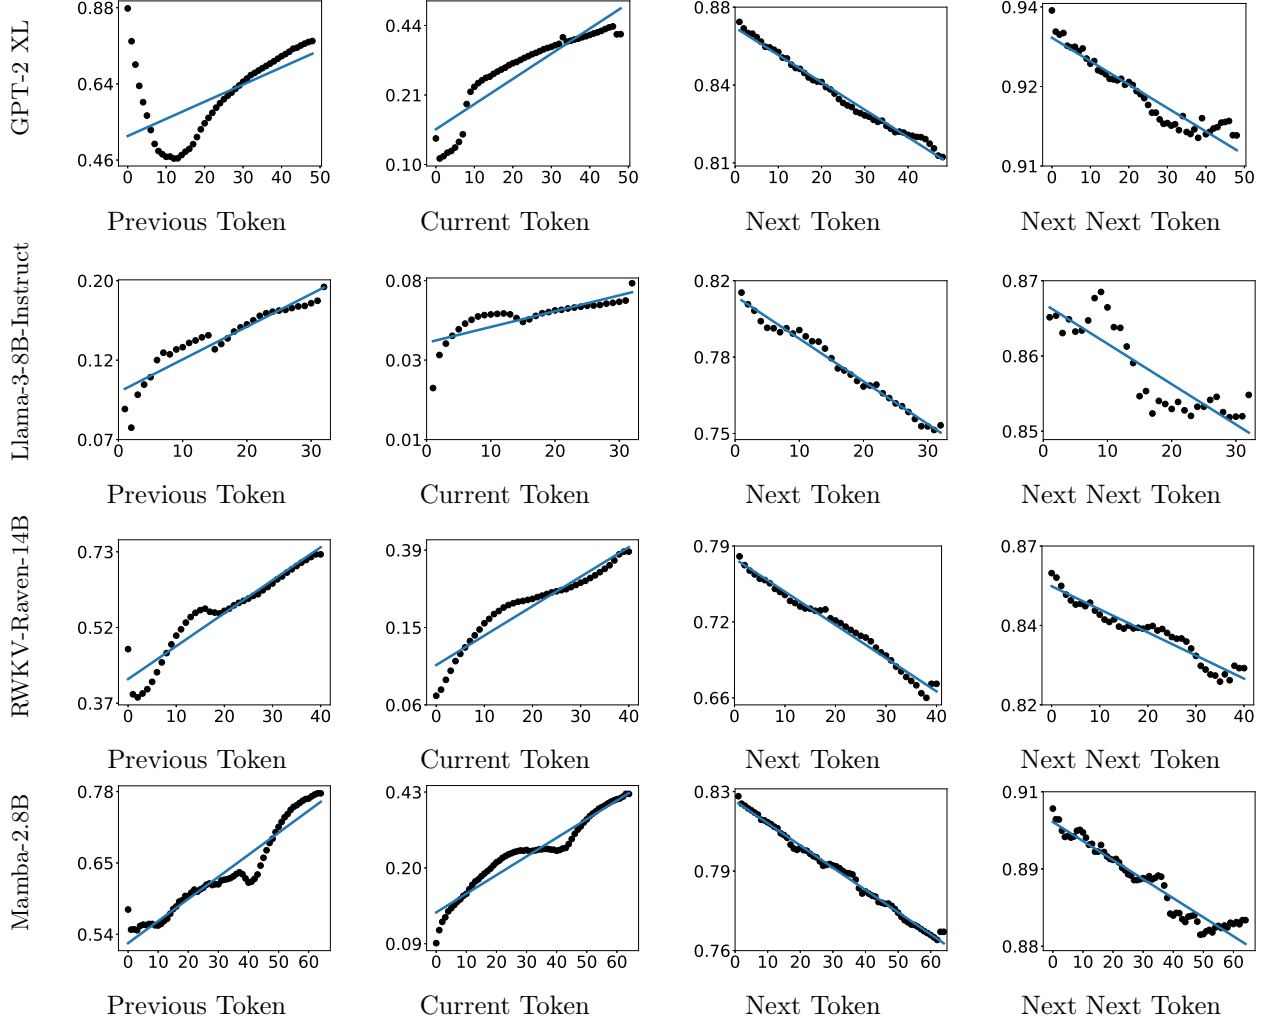 GPT-2 XL
0.88
0.64
0.46
0 10 20 30 40 50
Previous Token
0.44
0.21
0.10
0 10 20 30 40 50
Current Token
0.88
0.84
0.81
0 10 20 30 40
Next Token
0.94
0.92
0.91
0 10 20 30 40 50
Next Next Token
Llama-3-8B-Instruct
0.20
0.12
0.07
0 10 20 30
Previous Token
0.08
0.03
0.01
0 10 20 30
Current Token
0.82
0.78
0.75
0 10 20 30
Next Token
0.87
0.86
0.85
0 10 20 30
Next Next Token
RWKV-Raven-14B
0.73
0.52
0.37
0 10 20 30 40
Previous Token
0.39
0.15
0.06
0 10 20 30 40
Current Token
0.79
0.72
0.66
0 10 20 30 40
Next Token
0.87
0.84
0.82
0 10 20 30 40
Next Next Token
Mamba-2.8B
0.78
0.65
0.54
0 10 20 30 40 50 60
Previous Token
0.43
0.20
0.09
0 10 20 30 40 50 60
Current Token
0.83
0.79
0.76
0 10 20 30 40 50 60
Next Token
0.91
0.89
0.88
0 10 20 30 40 50 60
Next Next Token